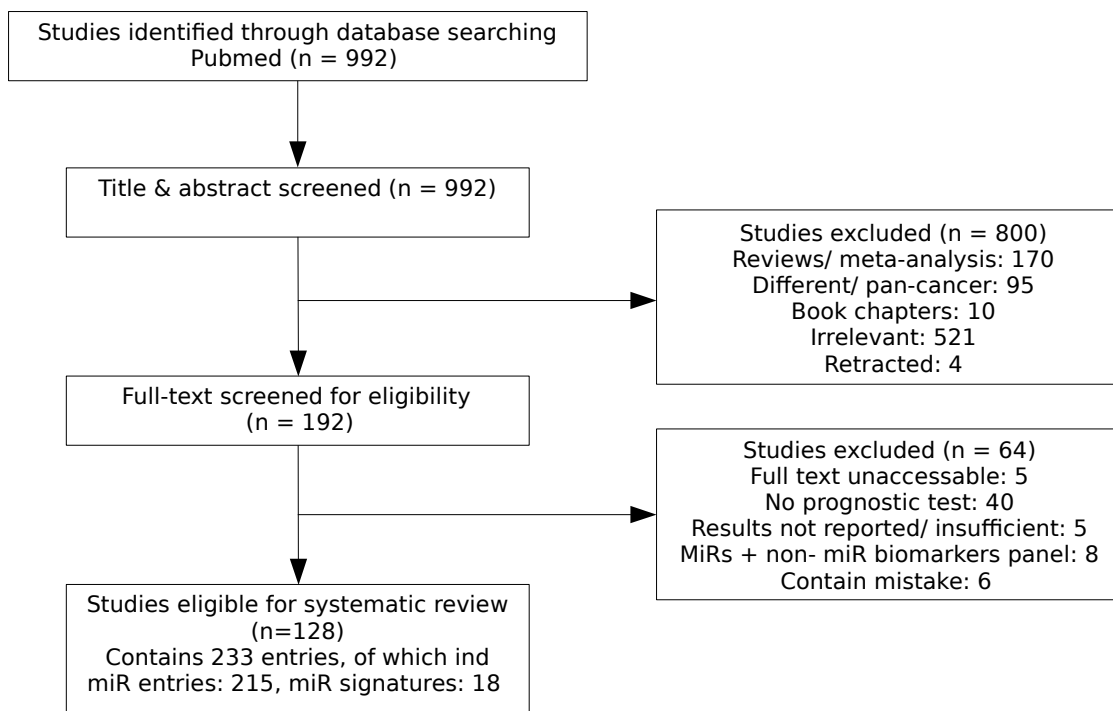 Studies identified through database searching
Pubmed (n = 992)
Title & abstract screened (n = 992)
Studies excluded (n = 800)
Reviews/ meta-analysis: 170
Different/ pan-cancer: 95
Book chapters: 10
Irrelevant: 521
Retracted: 4
Full-text screened for eligibility
(n = 192)
Studies excluded (n = 64)
Full text unaccessable: 5
No prognostic test: 40
Results not reported/ insufficient: 5
MiRs + non- miR biomarkers panel: 8
Contain mistake: 6
Studies eligible for systematic review
(n=128)
Contains 233 entries, of which ind
miR entries: 215, miR signatures: 18